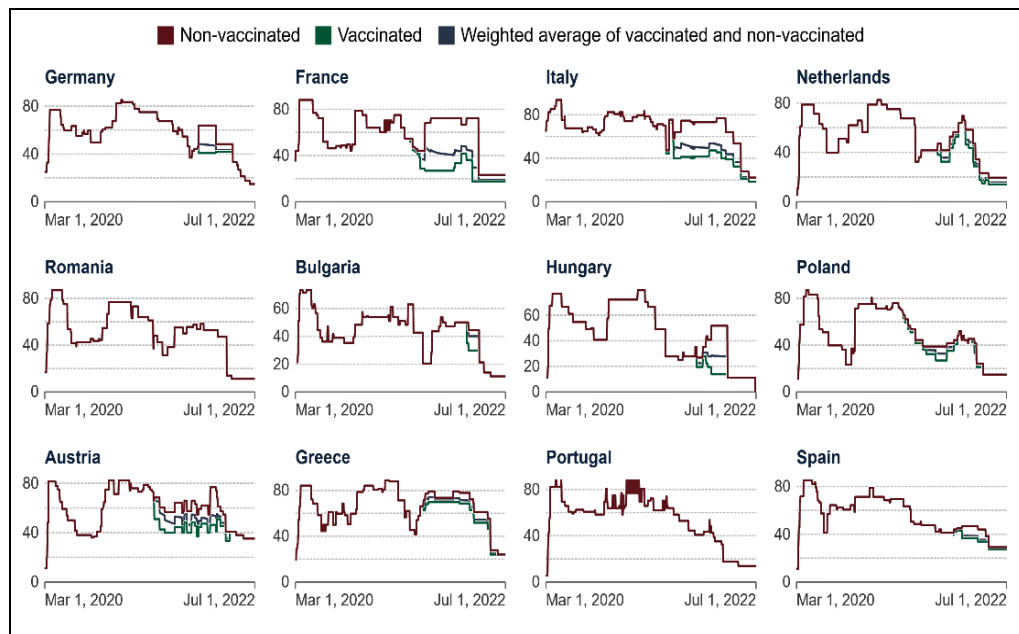 Non-vaccinated Vaccinated Weighted average of vaccinated and non-vaccinated
Germany France Italy Netherlands
80 80 80 80
40 40 40 40
0 0 0 0
Mar 1, 2020 Jul 1, 2022 Mar 1, 2020 Jul 1, 2022 Mar 1, 2020 Jul 1, 2022 Mar 1, 2020 Jul 1, 2022
Romania Bulgaria Hungary Poland
80 60 80 80
40 40 60 40
0 20 40 0
0 20
0
Mar 1, 2020 Jul 1, 2022 Mar 1, 2020 Jul 1, 2022 Mar 1, 2020 Jul 1, 2022 Mar 1, 2020 Jul 1, 2022
Austria Greece Portugal Spain
80 80 80 80
40 40 40 40
0 0 0 0
Mar 1, 2020 Jul 1, 2022 Mar 1, 2020 Jul 1, 2022 Mar 1, 2020 Jul 1, 2022 Mar 1, 2020 Jul 1, 2022